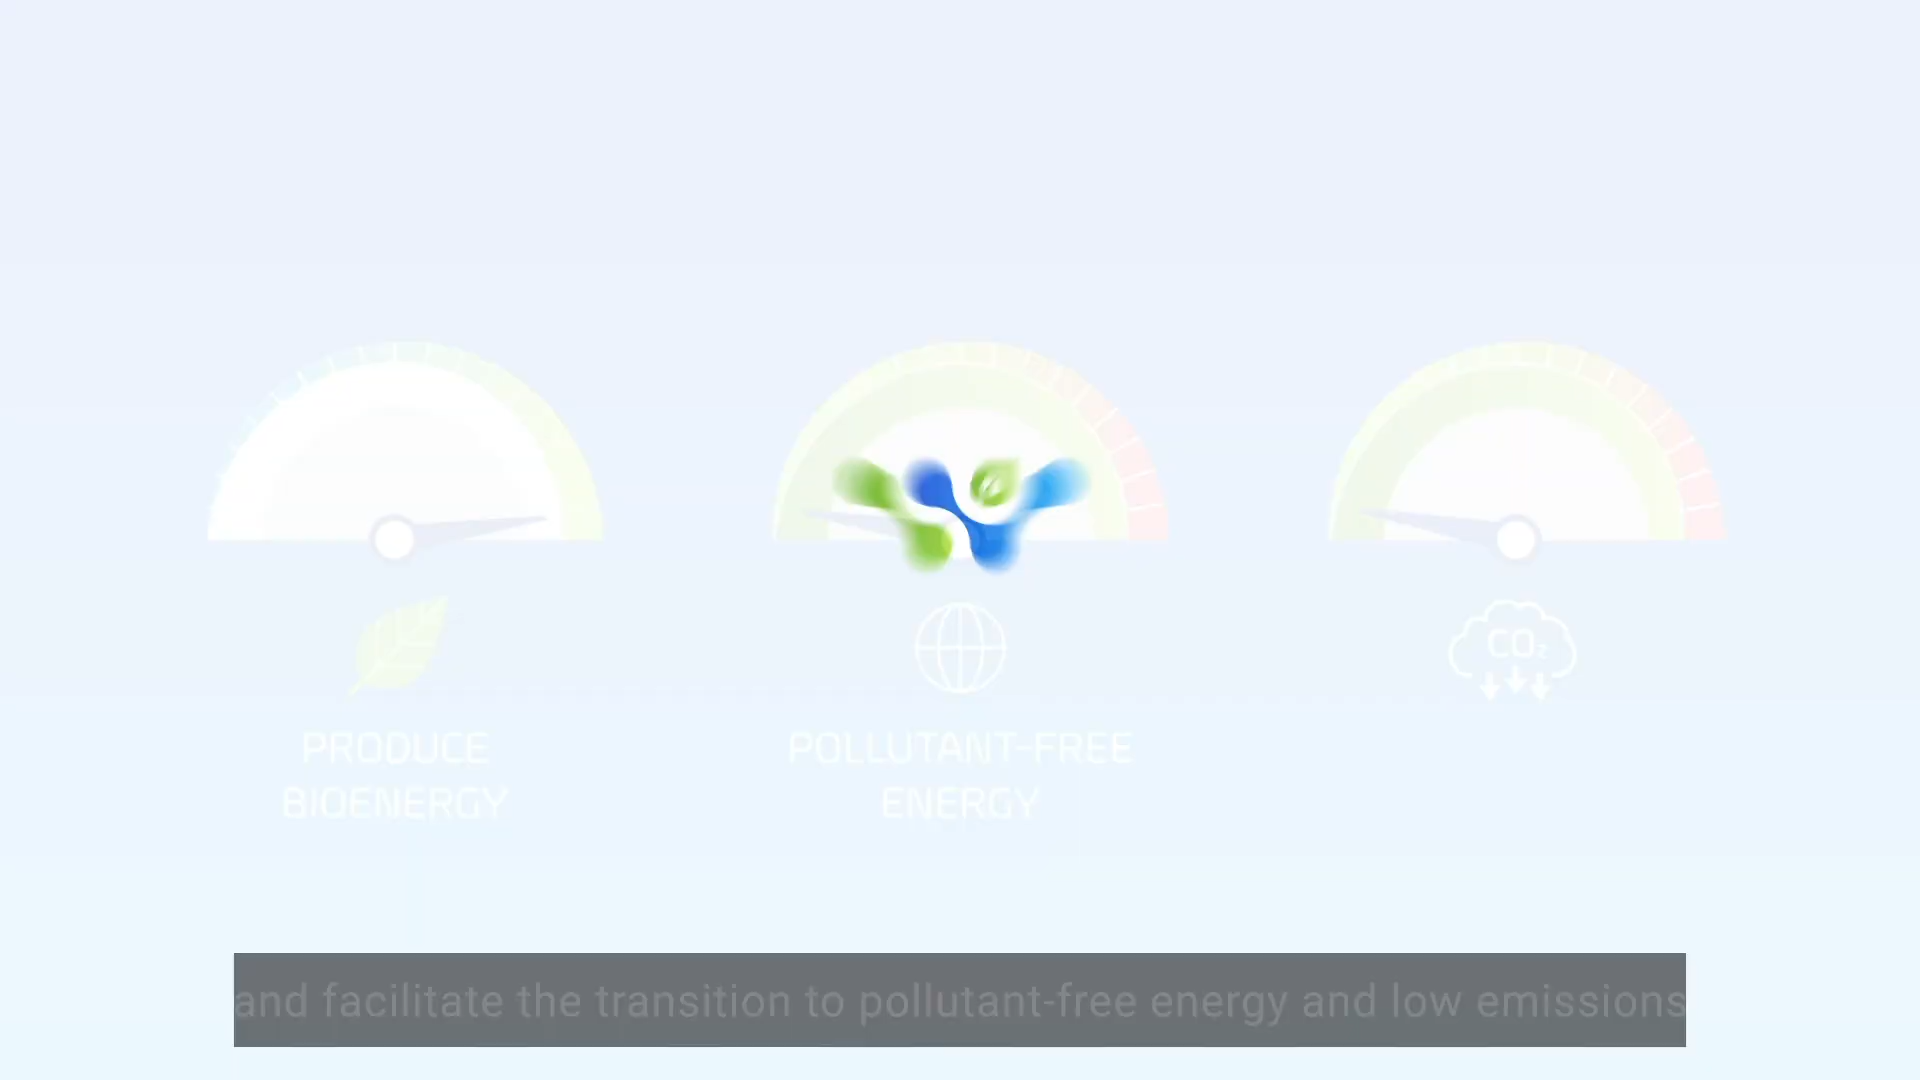 CO₂
PRODUCE
BIOENERGY
POLLUTANT-FREE
ENERGY
and facilitate the transition to pollutant-free energy and low emissions